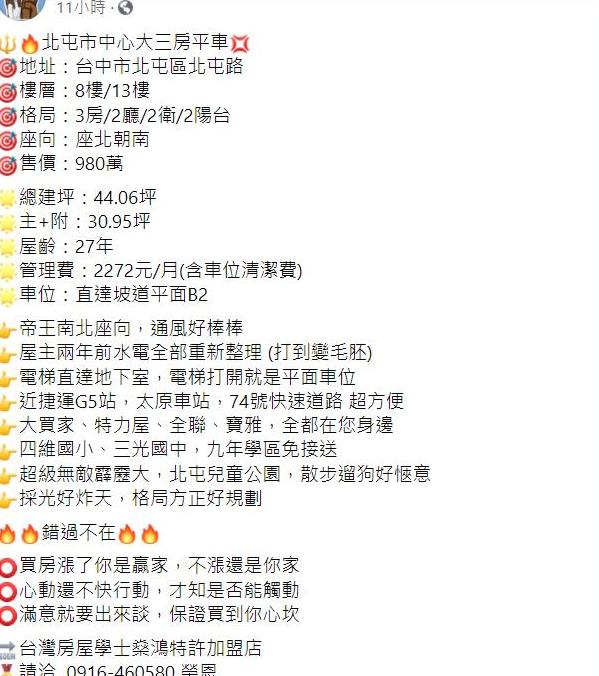 11小時
🔱🔥北屯市中心大三房平車💢
🎯地址：台中市北屯區北屯路
🎯樓層：8樓/13樓
🎯格局：3房/2廳/2衛/2陽台
🎯座向：座北朝南
🎯售價：980萬
🌟總建坪：44.06坪
🌟主+附：30.95坪
🌟屋齡：27年
🌟管理費：2272元/月(含車位清潔費)
🌟車位：直達坡道平面B2
👉帝王南北座向，通風好棒棒
👉屋主兩年前水電全部重新整理 (打到變毛胚)
👉電梯直達地下室，電梯打開就是平面車位
👉近捷運G5站，太原車站，74號快速道路 超方便
👉大買家、特力屋、全聯、寶雅，全都在您身邊
👉四維國小、三光國中，九年學區免接送
👉超級無敵霹靂大，北屯兒童公園，散步遛狗好愜意
👉採光好炸天，格局方正好規劃
🔥🔥錯過不在🔥🔥
⭕買房漲了你是贏家，不漲還是你家
⭕心動還不快行動，才知是否能觸動
⭕滿意就要出來談，保證買到你心坎
🔜台灣房屋學士燊鴻特許加盟店
🏅請洽 0916-460580 榮恩